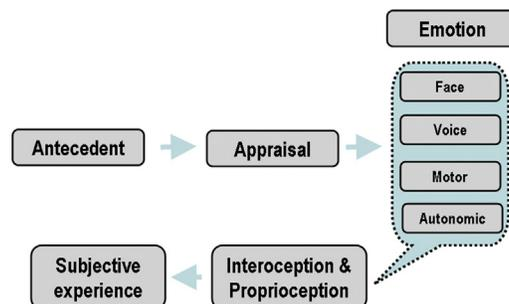 Emotion
Face
Voice
Antecedent
Appraisal
Motor
Autonomic
Subjective
experience
Interoception &
Proprioception